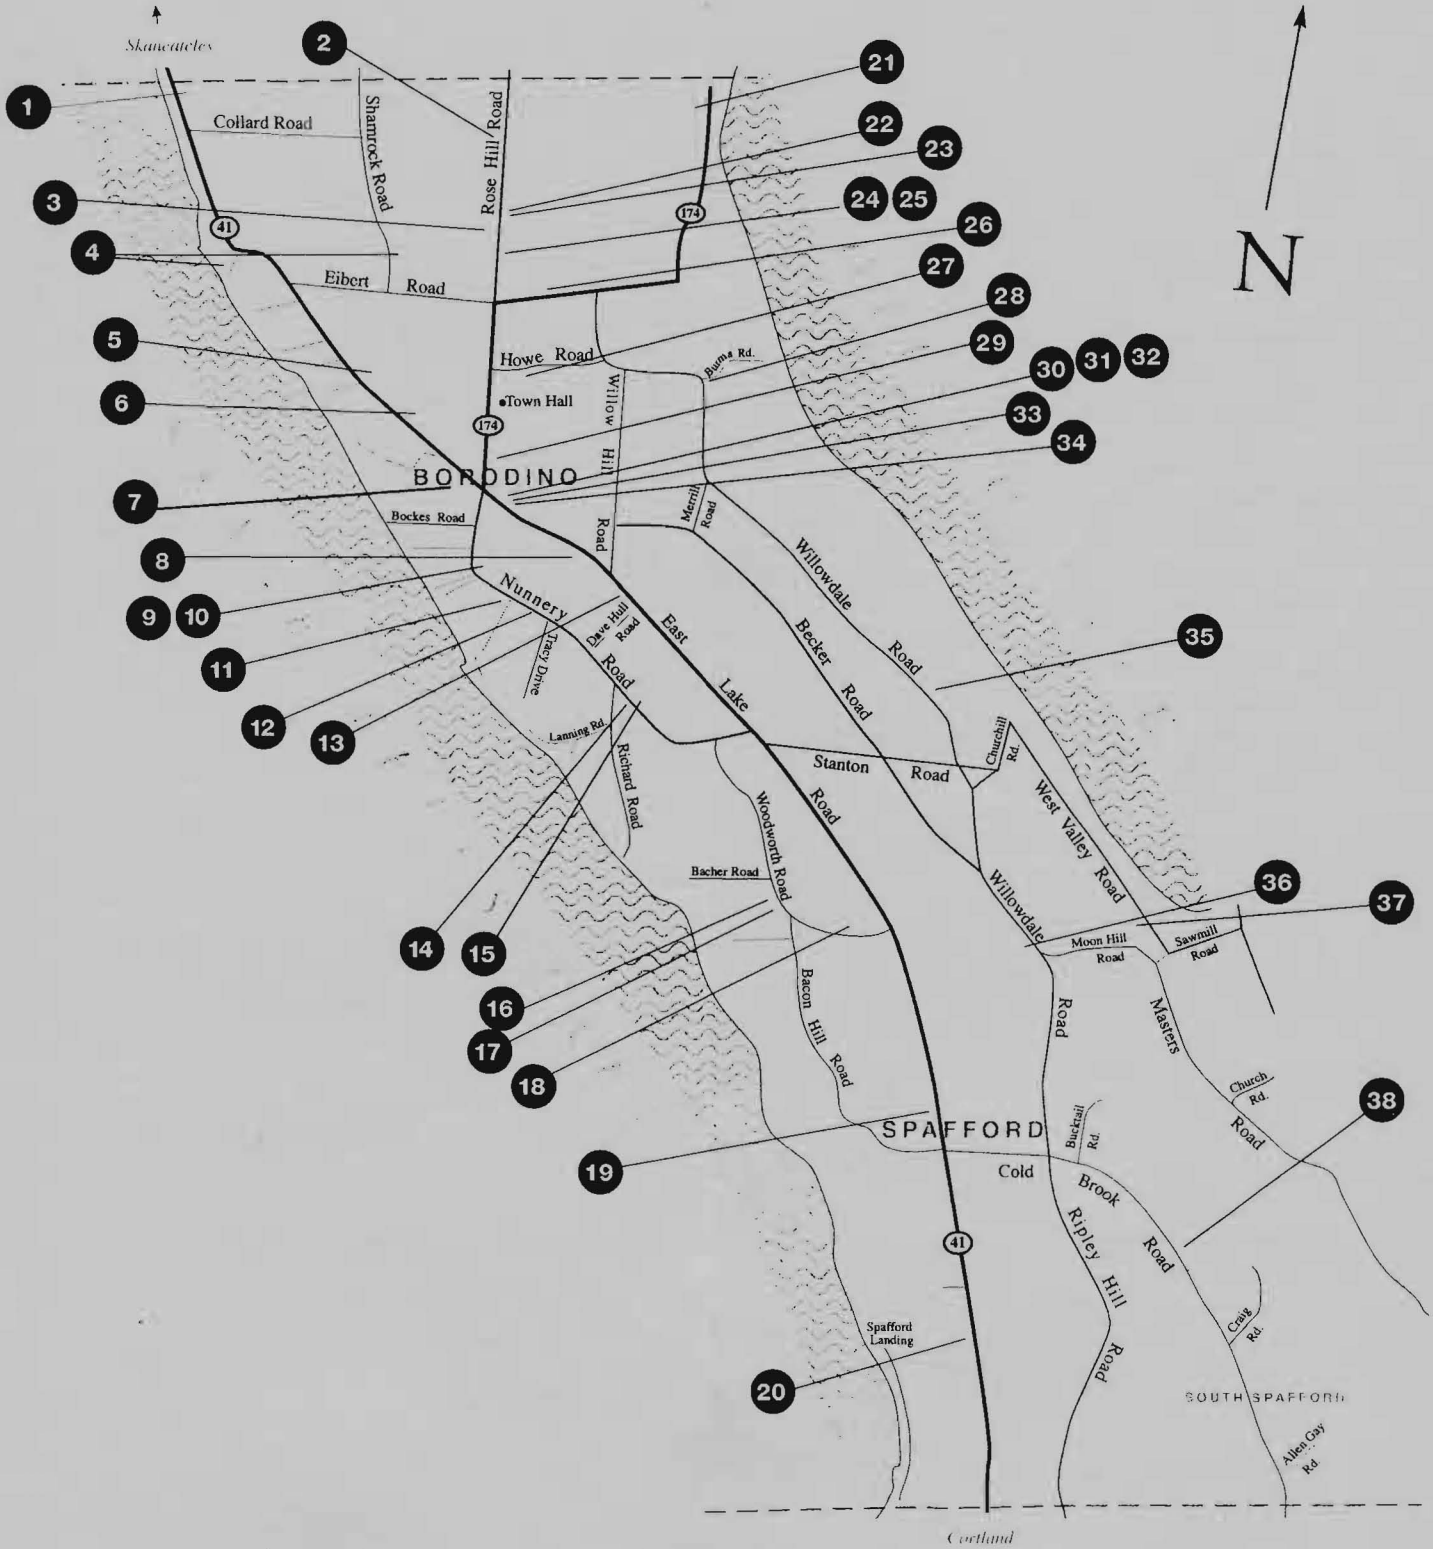 Skaneateles
2
21
1
Collard Road
Shamrock Road
Rose Hill Road
22
23
3
41
174
24 25
4
26
Eibert Road
27
28
5
Howe Road
Burma Rd.
29
30 31 32
6
Town Hall
Willow Hill Road
33
174
34
BORODINO
7
Bockes Road
Merrill Road
8
Willowdale Road
Nunnery Road
Dave Hull Road
East Lake Road
Becker Road
9 10
35
11
Tracy Drive
12
13
Lanning Rd.
Richard Road
Stanton Road
Churchill Rd.
West Valley Road
Woodworth Road
Bacher Road
Willowdale Road
36
37
14
15
Moon Hill Road
Sawmill Road
16
Bacon Hill Road
Masters Road
17
18
Church Rd.
38
19
SPAFFORD
Bucktail Rd.
Cold Brook Road
Ripley Hill Road
41
Craig Rd.
Spafford
Landing
20
SOUTH SPAFFORD
Allen Gay Rd.
Cortland
N